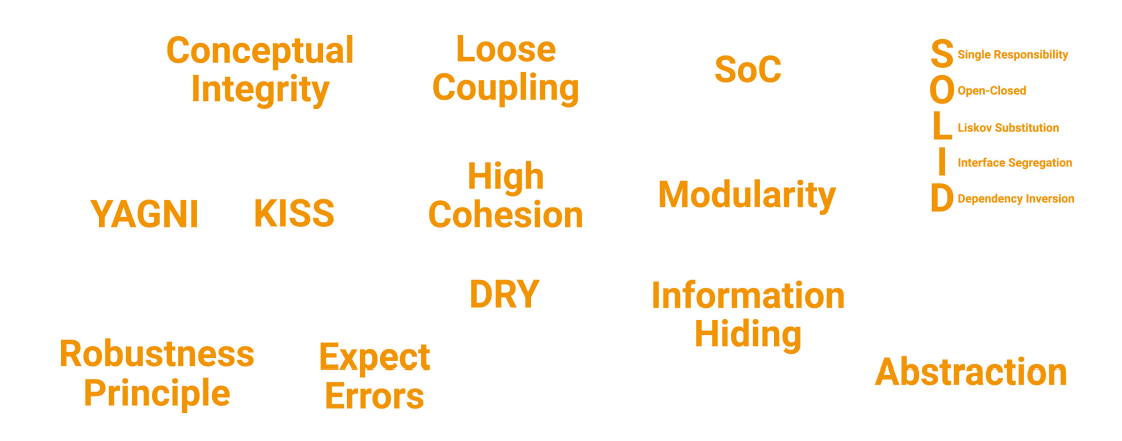 Conceptual
Integrity
Loose
Coupling
SoC
S Single Responsibility
O Open-Closed
L Liskov Substitution
I Interface Segregation
D Dependency Inversion
YAGNI
KISS
High
Cohesion
Modularity
DRY
Information
Hiding
Robustness
Principle
Expect
Errors
Abstraction